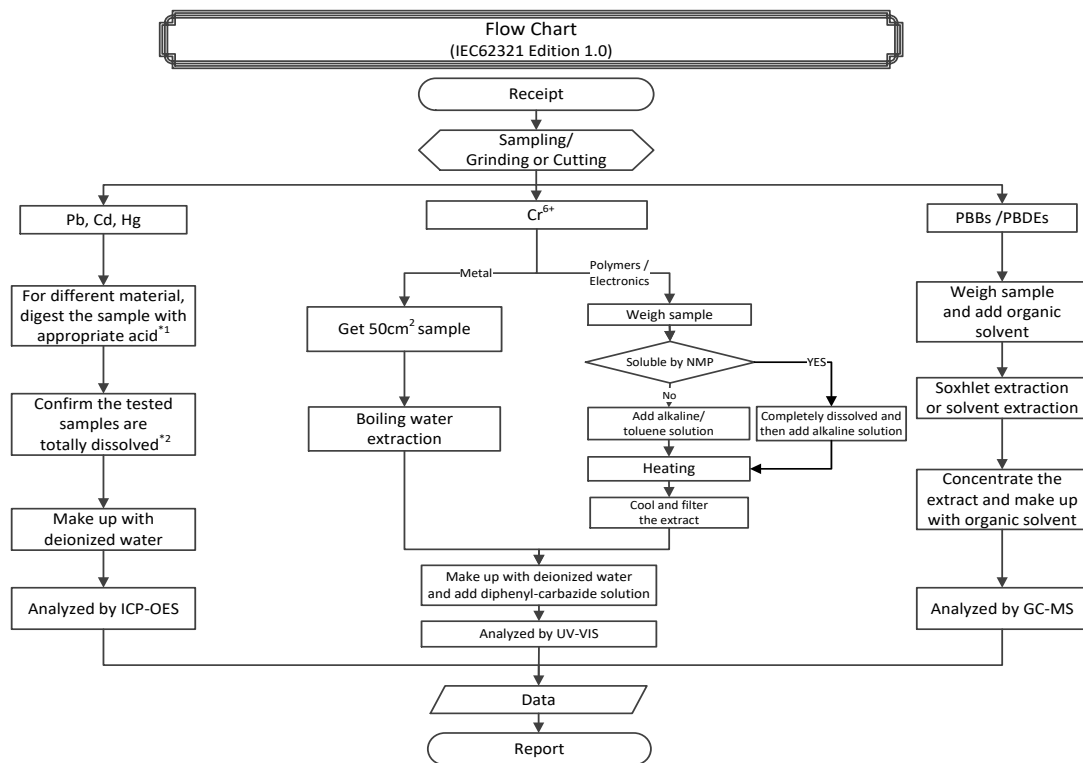 Flow Chart
(IEC62321 Edition 1.0)
Receipt
Sampling/
Grinding or Cutting
Pb, Cd, Hg
For different material,
digest the sample with
appropriate acid*1
Confirm the tested
samples are
totally dissolved*2
Make up with
deionized water
Analyzed by ICP-OES
Cr6+
Metal
Get 50cm2 sample
Boiling water
extraction
Polymers /
Electronics
Weigh sample
Soluble by NMP
YES
No
Add alkaline/
toluene solution
Completely dissolved and
then add alkaline solution
Heating
Cool and filter
the extract
Make up with deionized water
and add diphenyl-carbazide solution
Analyzed by UV-VIS
PBBs /PBDEs
Weigh sample
and add organic
solvent
Soxhlet extraction
or solvent extraction
Concentrate the
extract and make up
with organic solvent
Analyzed by GC-MS
Data
Report